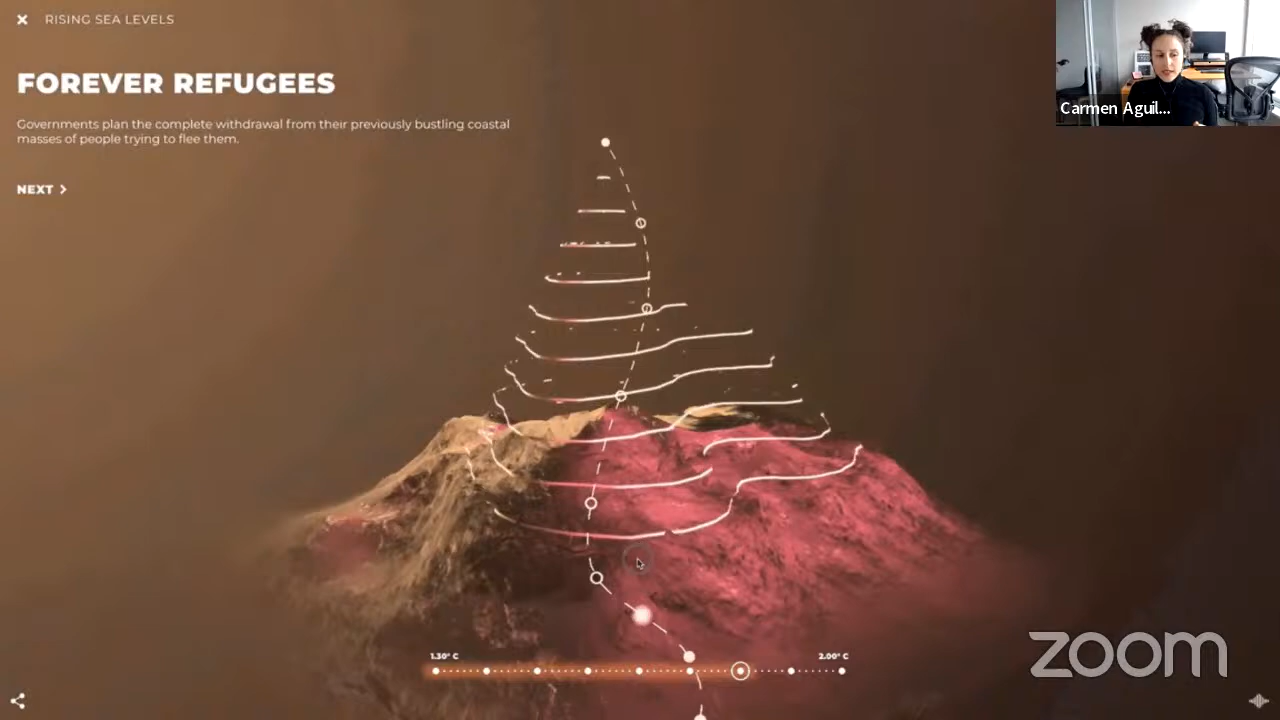 RISING SEA LEVELS
FOREVER REFUGEES
Governments plan the complete withdrawal from their previously bustling coastal
masses of people trying to flee them.
NEXT
Carmen Aguil...
1.30° C
2.00° C
zoom